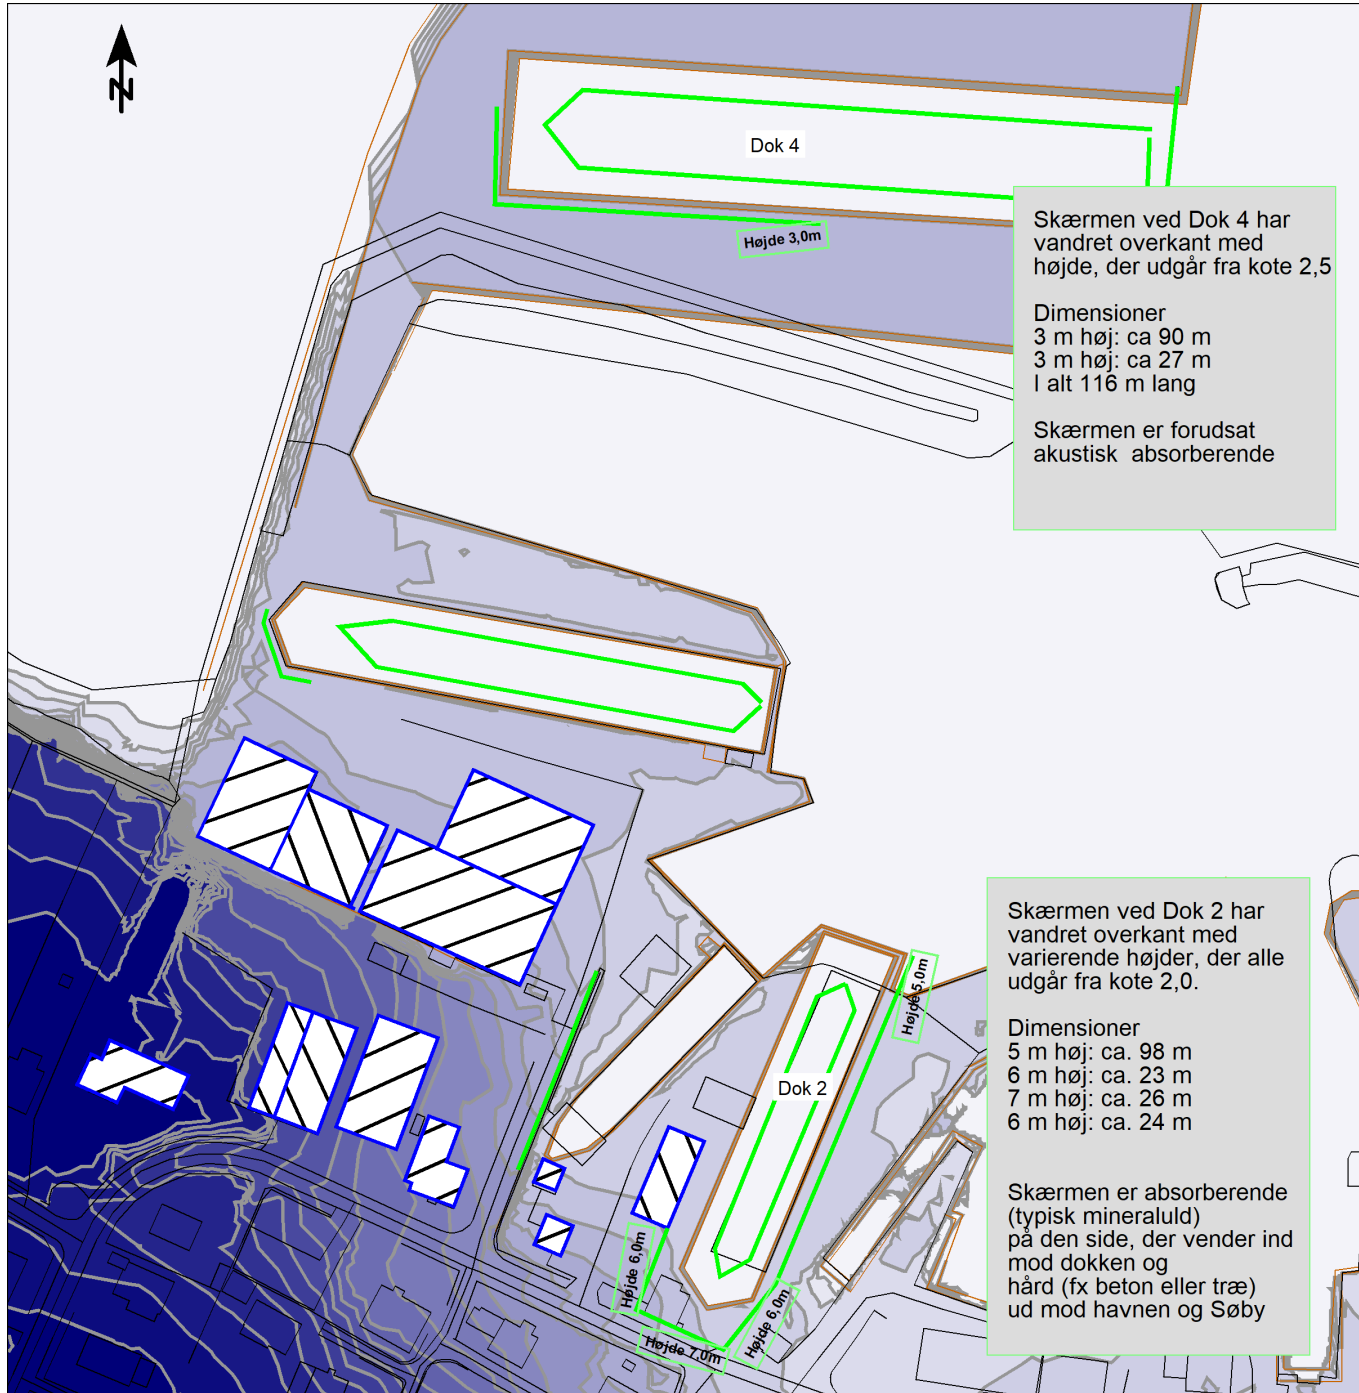 N
Dok 4
Højde 3,0m
Skærmen ved Dok 4 har
vandret overkant med
højde, der udgår fra kote 2,5
Dimensioner
3 m høj: ca 90 m
3 m høj: ca 27 m
I alt 116 m lang
Skærmen er forudsat
akustisk absorberende
Højde 5,0m
Dok 2
Højde 6,0m
Højde 7,0m
Højde 6,0m
Skærmen ved Dok 2 har
vandret overkant med
varierende højder, der alle
udgår fra kote 2,0.
Dimensioner
5 m høj: ca. 98 m
6 m høj: ca. 23 m
7 m høj: ca. 26 m
6 m høj: ca. 24 m
Skærmen er absorberende
(typisk mineraluld)
på den side, der vender ind
mod dokken og
hård (fx beton eller træ)
ud mod havnen og Søby